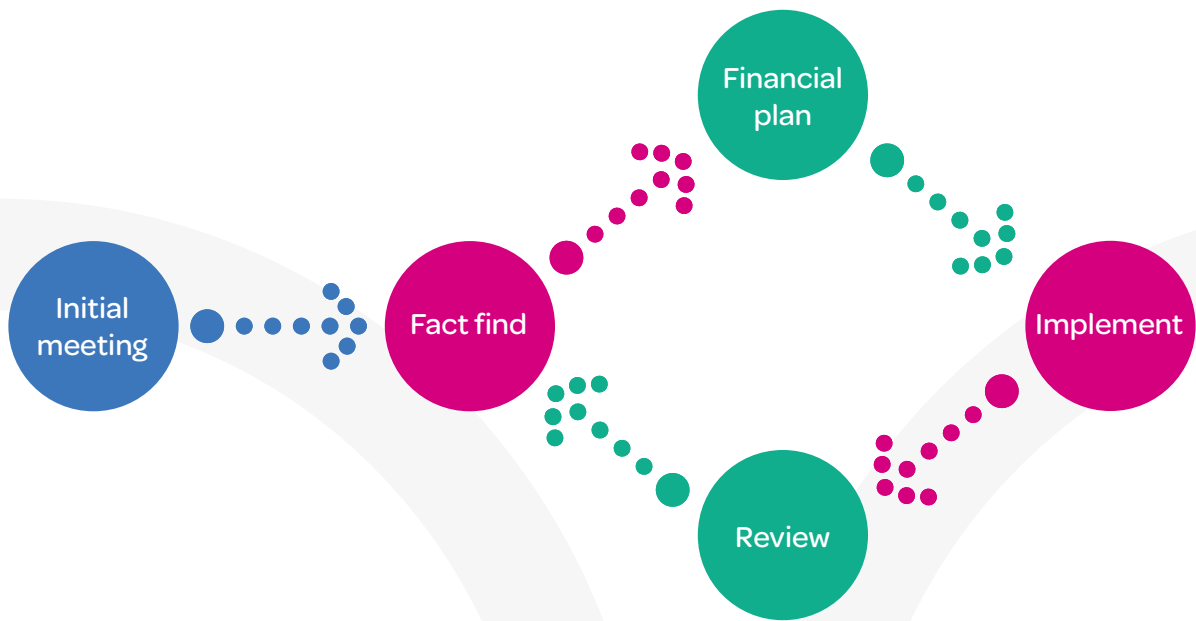 Initial
meeting
Fact find
Financial
plan
Implement
Review